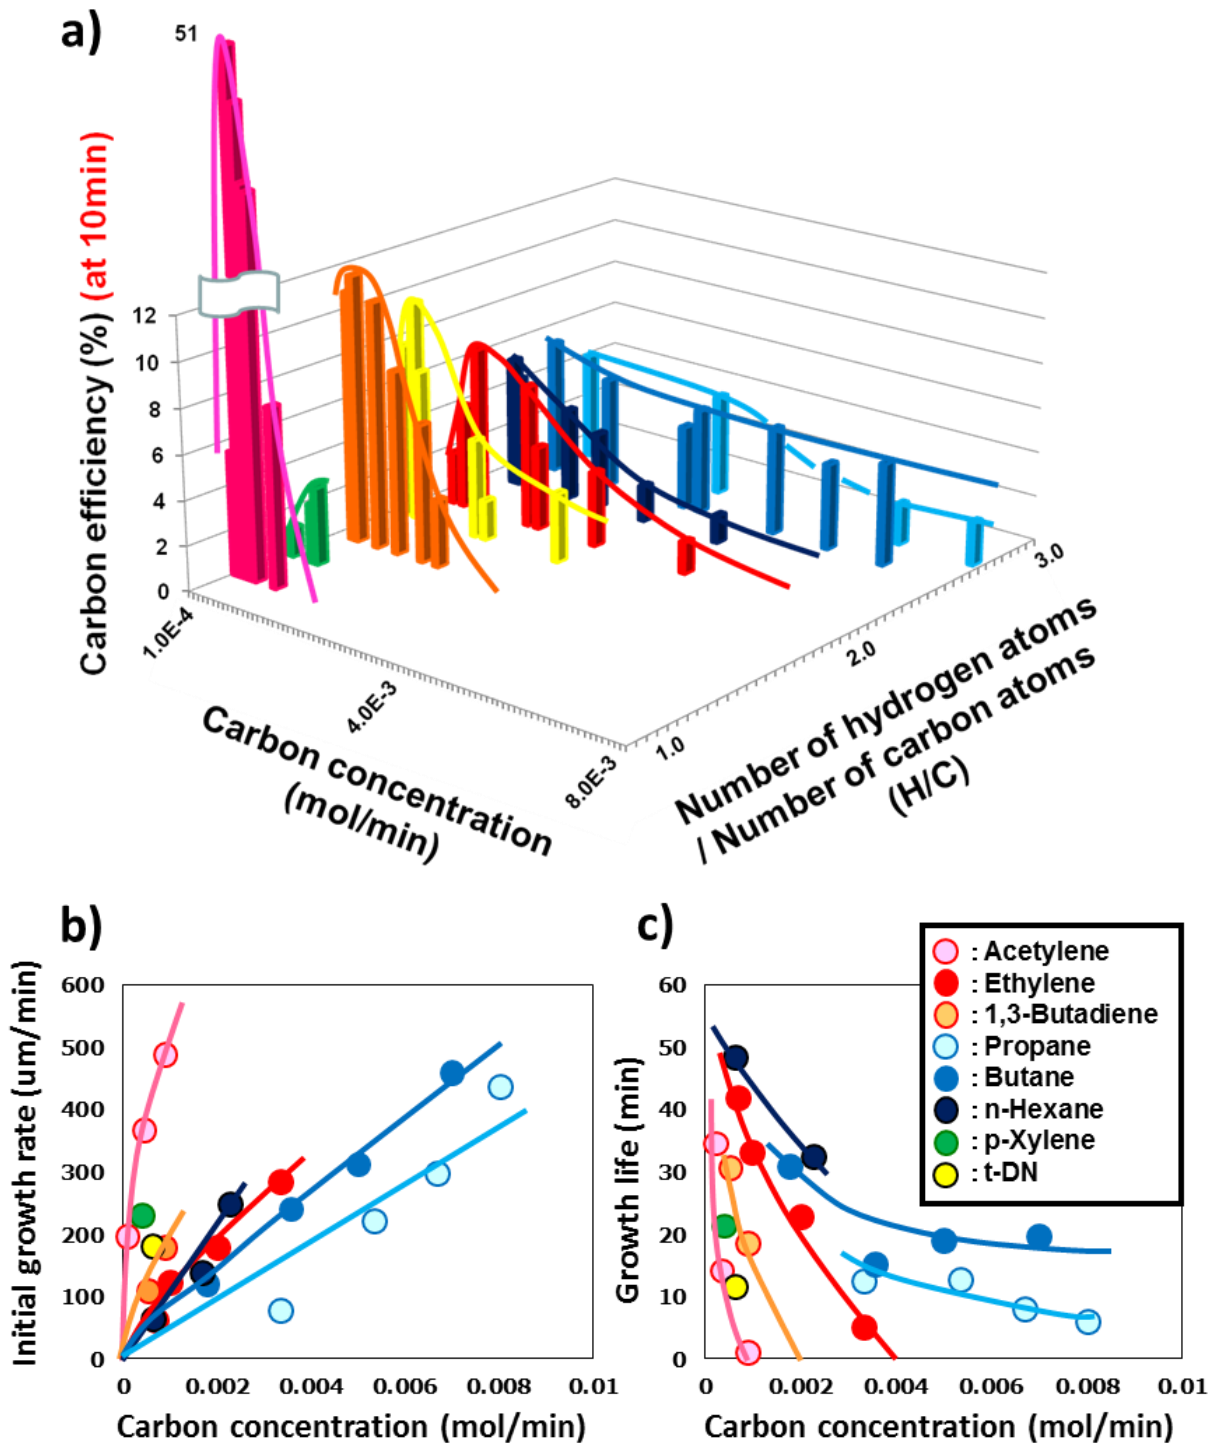 a)
51
Carbon efficiency (%) (at 10min)
12
10
8
6
4
2
0
1.0E-4
4.0E-3
8.0E-3
Carbon concentration
(mol/min)
1.0
2.0
3.0
Number of hydrogen atoms
/ Number of carbon atoms
(H/C)
b)
Initial growth rate (um/min)
600
500
400
300
200
100
0
0 0.002 0.004 0.006 0.008 0.01
Carbon concentration (mol/min)
c)
Growth life (min)
60
50
40
30
20
10
0
0 0.002 0.004 0.006 0.008 0.01
Carbon concentration (mol/min)
: Acetylene
: Ethylene
: 1,3-Butadiene
: Propane
: Butane
: n-Hexane
: p-Xylene
: t-DN